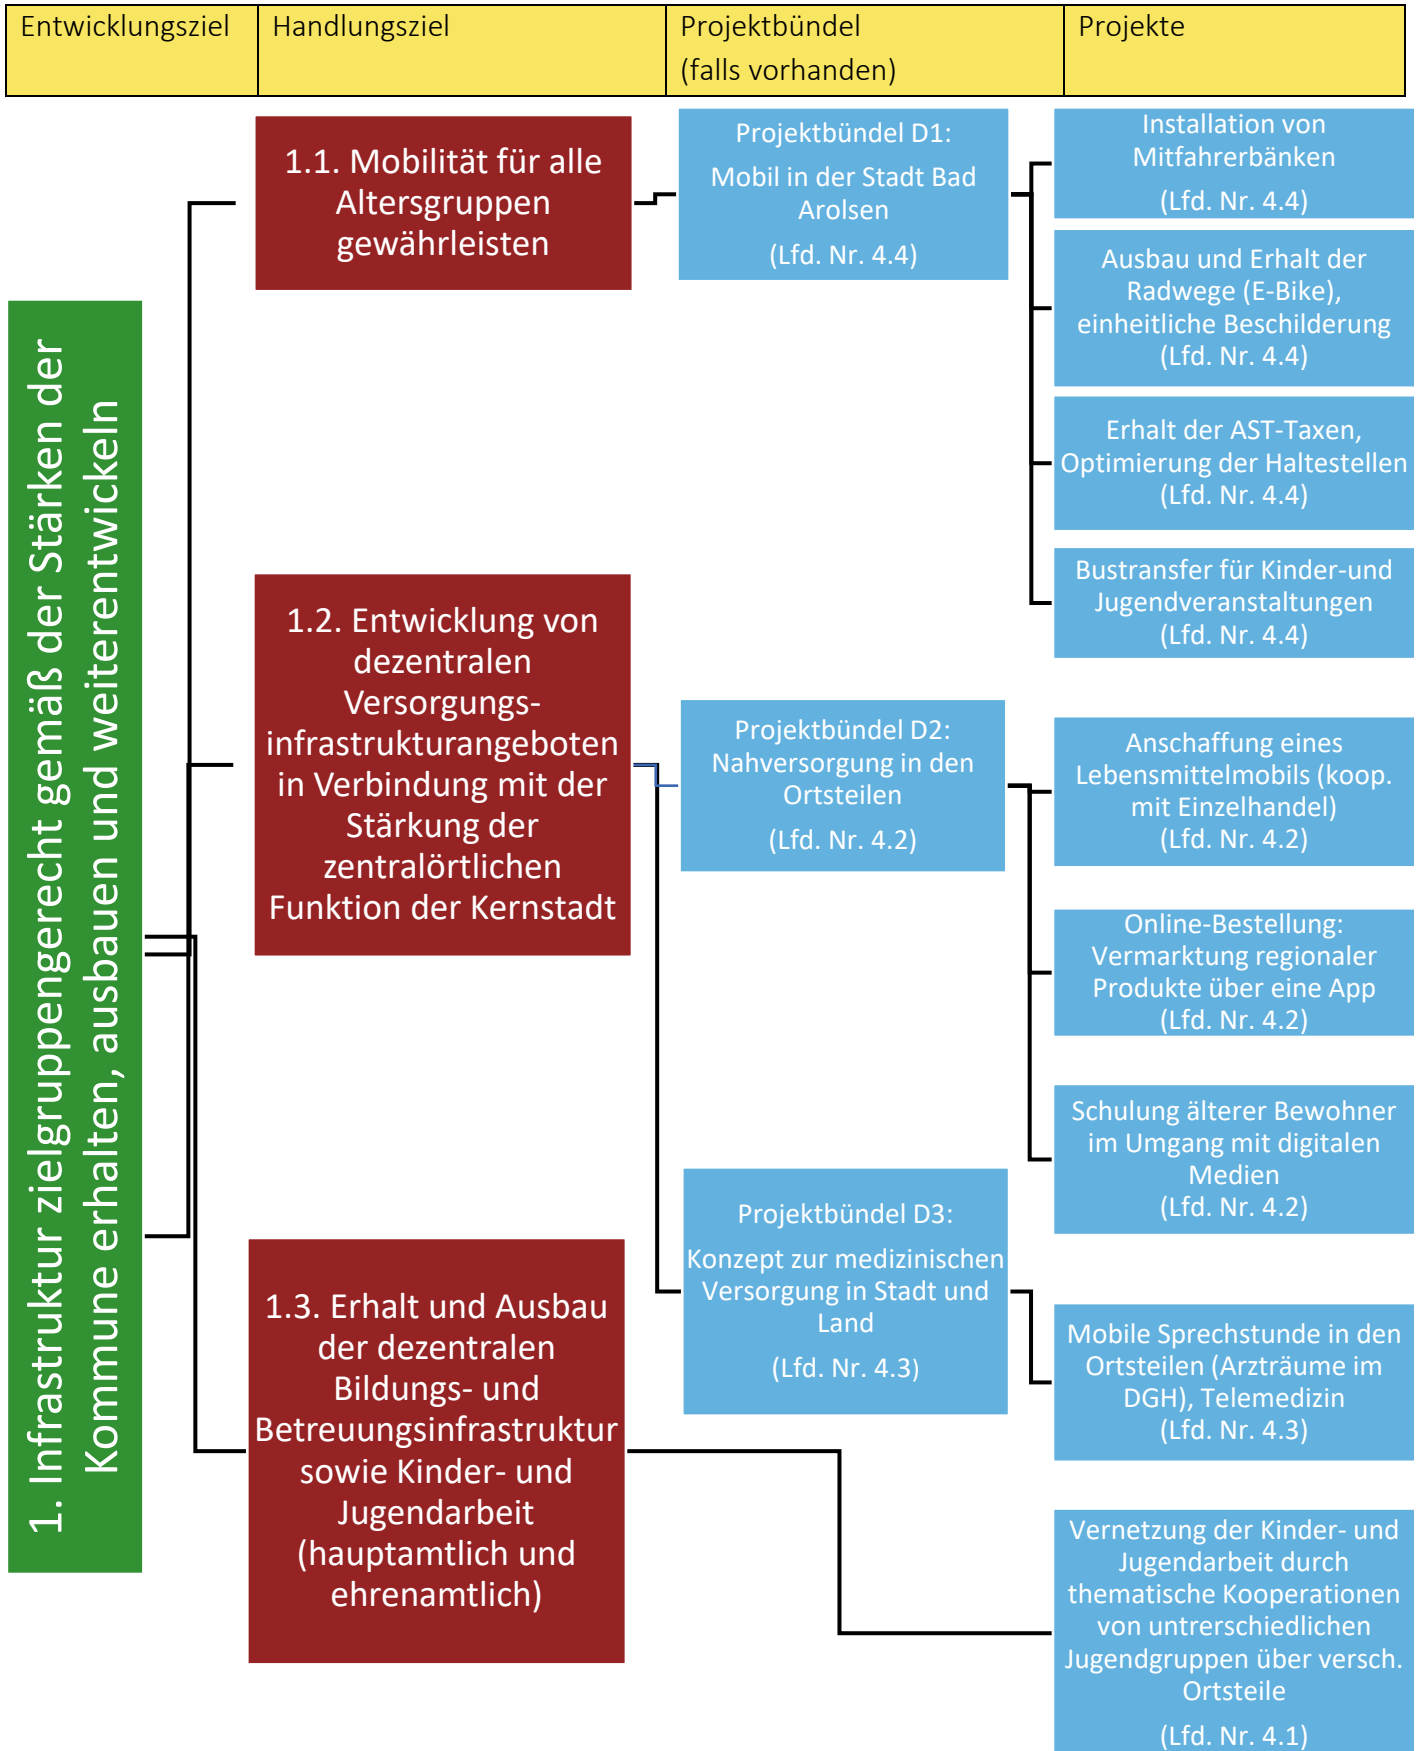 Entwicklungsziel
Handlungsziel
Projektbündel
(falls vorhanden)
Projekte
1. Infrastruktur zielgruppengerecht gemäß der Stärken der
Kommune erhalten, ausbauen und weiterentwickeln
1.1. Mobilität für alle
Altersgruppen
gewährleisten
Projektbündel D1:
Mobil in der Stadt Bad
Arolsen
(Lfd. Nr. 4.4)
Installation von
Mitfahrerbänken
(Lfd. Nr. 4.4)
Ausbau und Erhalt der
Radwege (E-Bike),
einheitliche Beschilderung
(Lfd. Nr. 4.4)
Erhalt der AST-Taxen,
Optimierung der Haltestellen
(Lfd. Nr. 4.4)
Bustransfer für Kinder-und
Jugendveranstaltungen
(Lfd. Nr. 4.4)
1.2. Entwicklung von
dezentralen
Versorgungs-
infrastrukturangeboten
in Verbindung mit der
Stärkung der
zentralörtlichen
Funktion der Kernstadt
Projektbündel D2:
Nahversorgung in den
Ortsteilen
(Lfd. Nr. 4.2)
Anschaffung eines
Lebensmittelmobils (koop.
mit Einzelhandel)
(Lfd. Nr. 4.2)
Online-Bestellung:
Vermarktung regionaler
Produkte über eine App
(Lfd. Nr. 4.2)
Schulung älterer Bewohner
im Umgang mit digitalen
Medien
(Lfd. Nr. 4.2)
Projektbündel D3:
Konzept zur medizinischen
Versorgung in Stadt und
Land
(Lfd. Nr. 4.3)
Mobile Sprechstunde in den
Ortsteilen (Arzträume im
DGH), Telemedizin
(Lfd. Nr. 4.3)
1.3. Erhalt und Ausbau
der dezentralen
Bildungs- und
Betreuungsinfrastruktur
sowie Kinder- und
Jugendarbeit
(hauptamtlich und
ehrenamtlich)
Vernetzung der Kinder- und
Jugendarbeit durch
thematische Kooperationen
von untrerschiedlichen
Jugendgruppen über versch.
Ortsteile
(Lfd. Nr. 4.1)